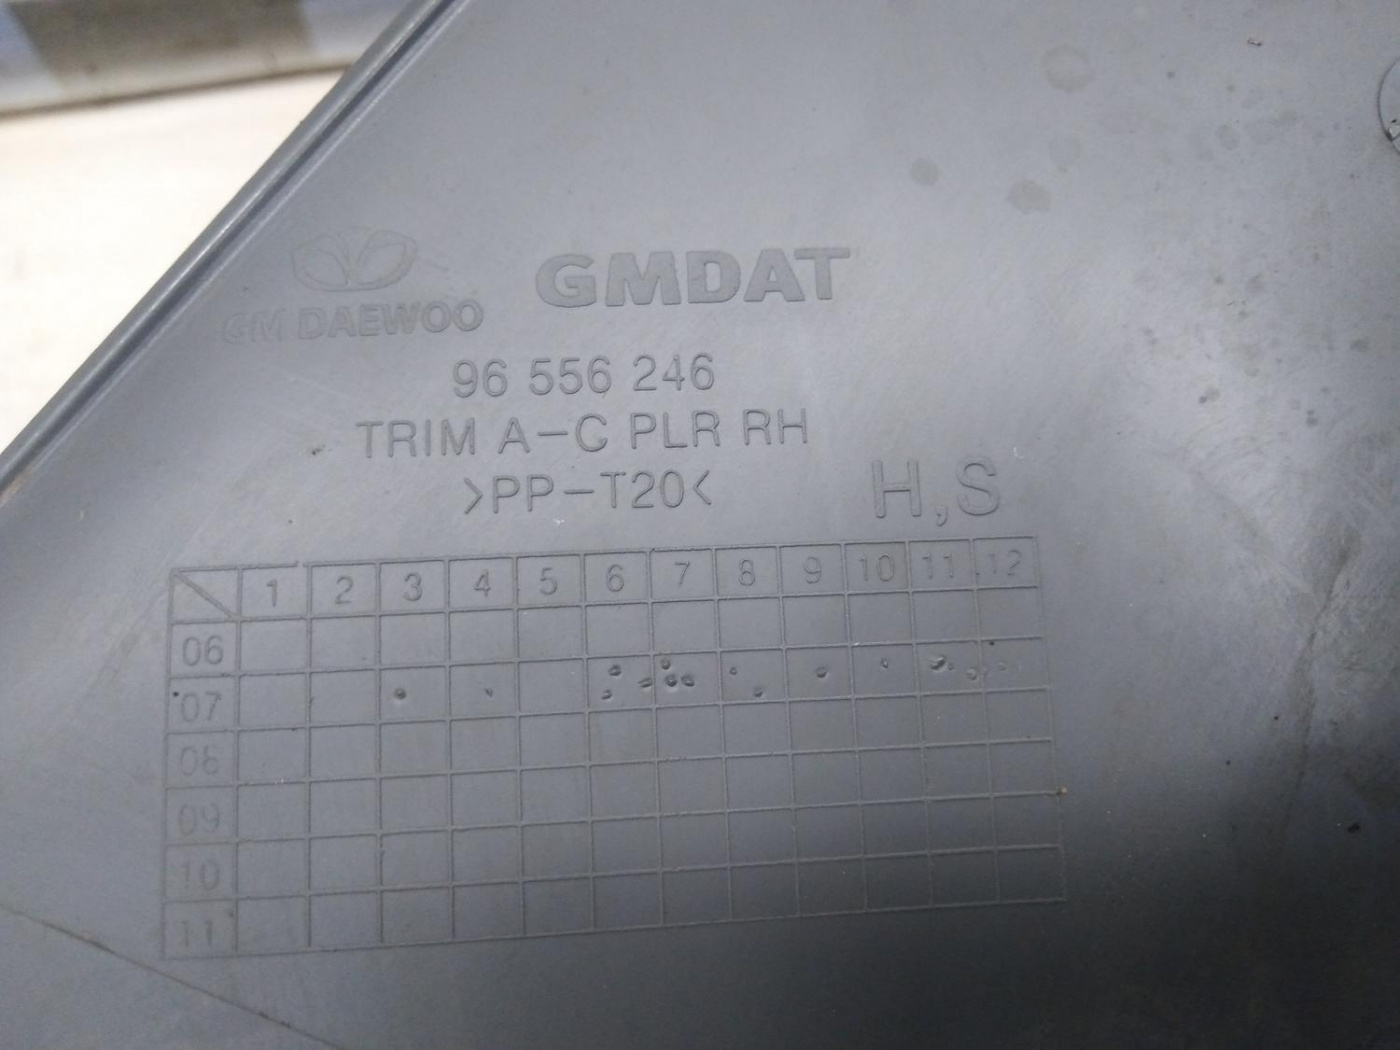 GM DAEWOO
GMDAT
96 556 246
TRIM A-C PLR RH
>PP-T20<
H,S
1 2 3 4 5 6 7 8 9 10 11 12
06
07
08
09
10
11